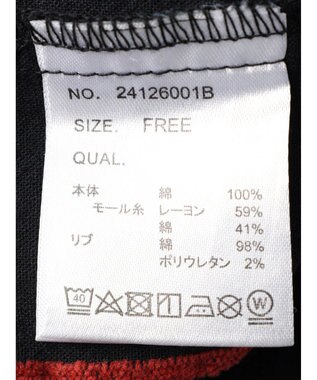 NO. 24126001B
SIZE. FREE
QUAL.
本体 綿 100%
モール糸 レーヨン 59%
綿 41%
リブ 綿 98%
ポリウレタン 2%
40
W